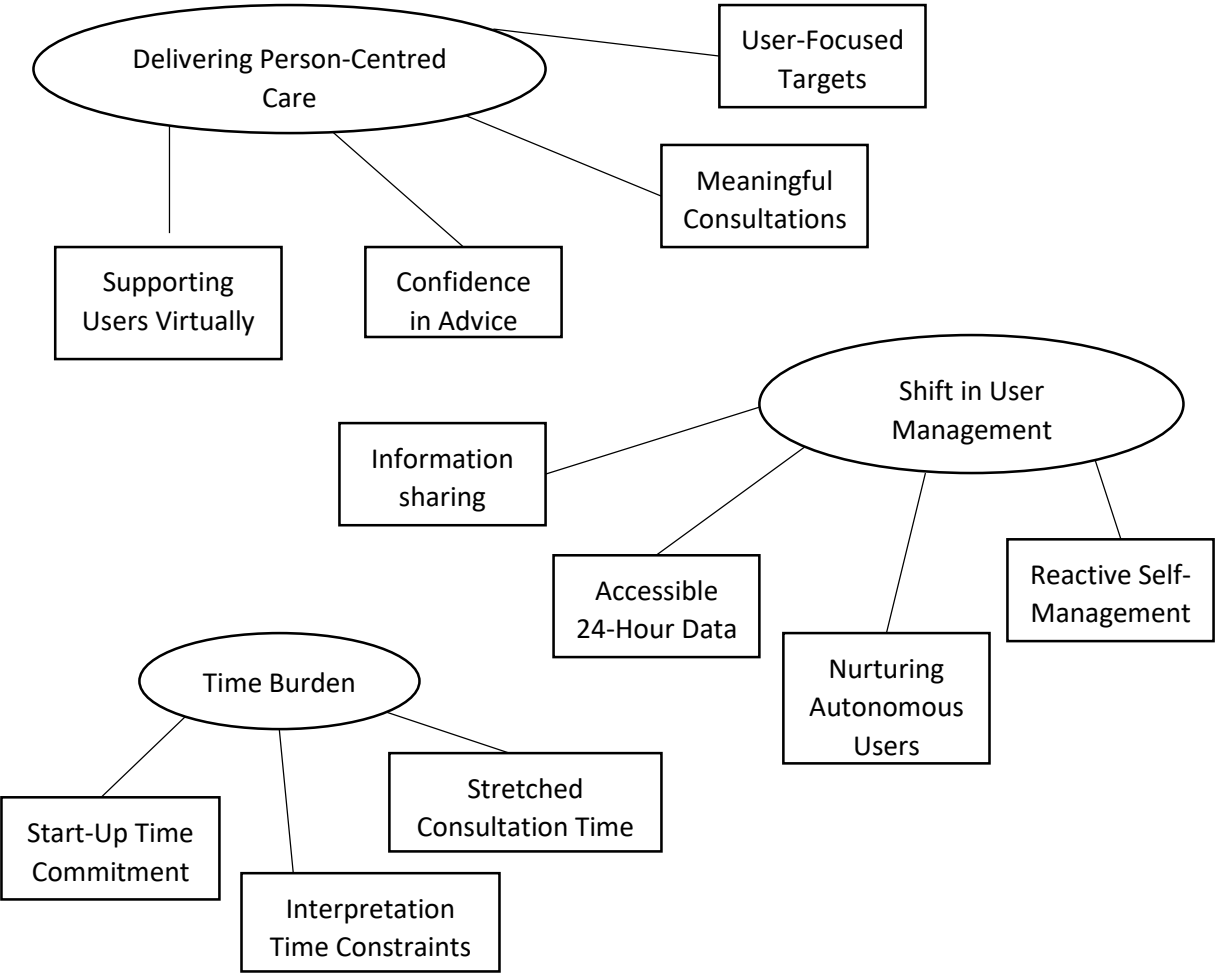 Delivering Person-Centred
Care
User-Focused
Targets
Meaningful
Consultations
Supporting
Users Virtually
Confidence
in Advice
Shift in User
Management
Information
sharing
Accessible
24-Hour Data
Nurturing
Autonomous
Users
Reactive Self-
Management
Time Burden
Start-Up Time
Commitment
Interpretation
Time Constraints
Stretched
Consultation Time